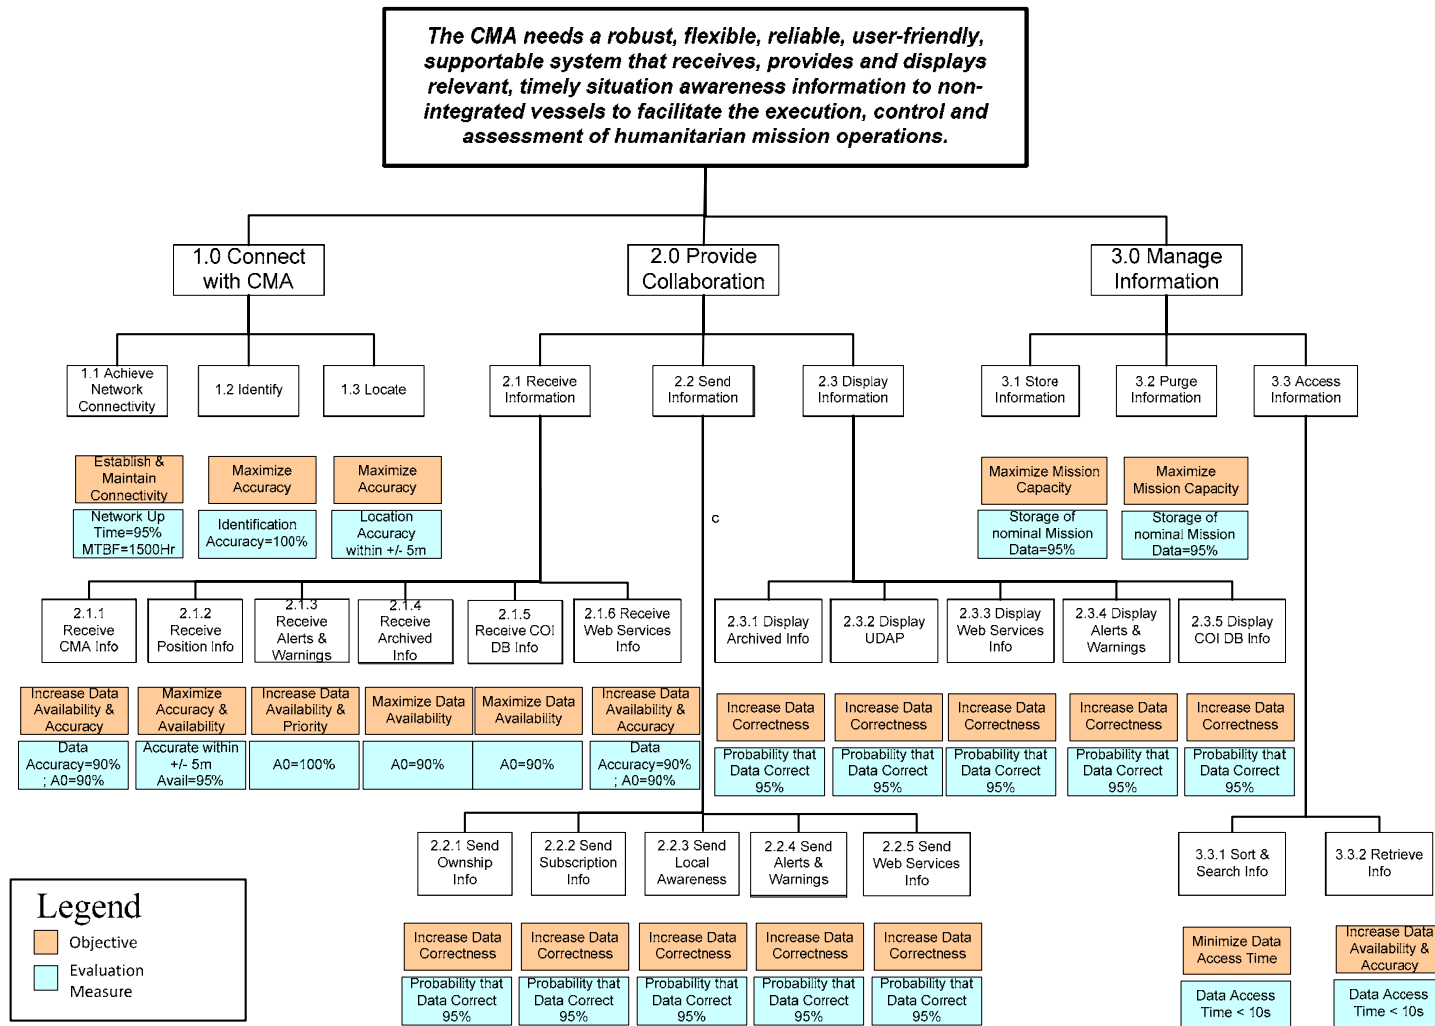 The CMA needs a robust, flexible, reliable, user-friendly,
supportable system that receives, provides and displays
relevant, timely situation awareness information to non-
integrated vessels to facilitate the execution, control and
assessment of humanitarian mission operations.
1.0 Connect
with CMA
2.0 Provide
Collaboration
3.0 Manage
Information
1.1 Achieve
Network
Connectivity
1.2 Identify
1.3 Locate
2.1 Receive
Information
2.2 Send
Information
2.3 Display
Information
3.1 Store
Information
3.2 Purge
Information
3.3 Access
Information
Establish &
Maintain
Connectivity
Maximize
Accuracy
Maximize
Accuracy
Maximize Mission
Capacity
Maximize
Mission Capacity
Network Up
Time=95%
MTBF=1500Hr
Identification
Accuracy=100%
Location
Accuracy
within +/- 5m
c
Storage of
nominal Mission
Data=95%
Storage of
nominal Mission
Data=95%
2.1.1
Receive
CMA Info
2.1.2
Receive
Position Info
2.1.3
Receive
Alerts &
Warnings
2.1.4
Receive
Archived
Info
2.1.5
Receive COI
DB Info
2.1.6 Receive
Web Services
Info
2.3.1 Display
Archived Info
2.3.2 Display
UDAP
2.3.3 Display
Web Services
Info
2.3.4 Display
Alerts &
Warnings
2.3.5 Display
COI DB Info
Increase Data
Availability &
Accuracy
Maximize
Accuracy &
Availability
Increase Data
Availability &
Priority
Maximize Data
Availability
Maximize Data
Availability
Increase Data
Availability &
Accuracy
Increase Data
Correctness
Increase Data
Correctness
Increase Data
Correctness
Increase Data
Correctness
Increase Data
Correctness
Data
Accuracy=90%
; A0=90%
Accurate within
+/- 5m
Avail=95%
A0=100%
A0=90%
A0=90%
Data
Accuracy=90%
; A0=90%
Probability that
Data Correct
95%
Probability that
Data Correct
95%
Probability that
Data Correct
95%
Probability that
Data Correct
95%
Probability that
Data Correct
95%
2.2.1 Send
Ownship
Info
2.2.2 Send
Subscription
Info
2.2.3 Send
Local
Awareness
2.2.4 Send
Alerts &
Warnings
2.2.5 Send
Web Services
Info
3.3.1 Sort &
Search Info
3.3.2 Retrieve
Info
Increase Data
Correctness
Increase Data
Correctness
Increase Data
Correctness
Increase Data
Correctness
Increase Data
Correctness
Minimize Data
Access Time
Increase Data
Availability &
Accuracy
Probability that
Data Correct
95%
Probability that
Data Correct
95%
Probability that
Data Correct
95%
Probability that
Data Correct
95%
Probability that
Data Correct
95%
Data Access
Time < 10s
Data Access
Time < 10s
Legend
Objective
Evaluation
Measure